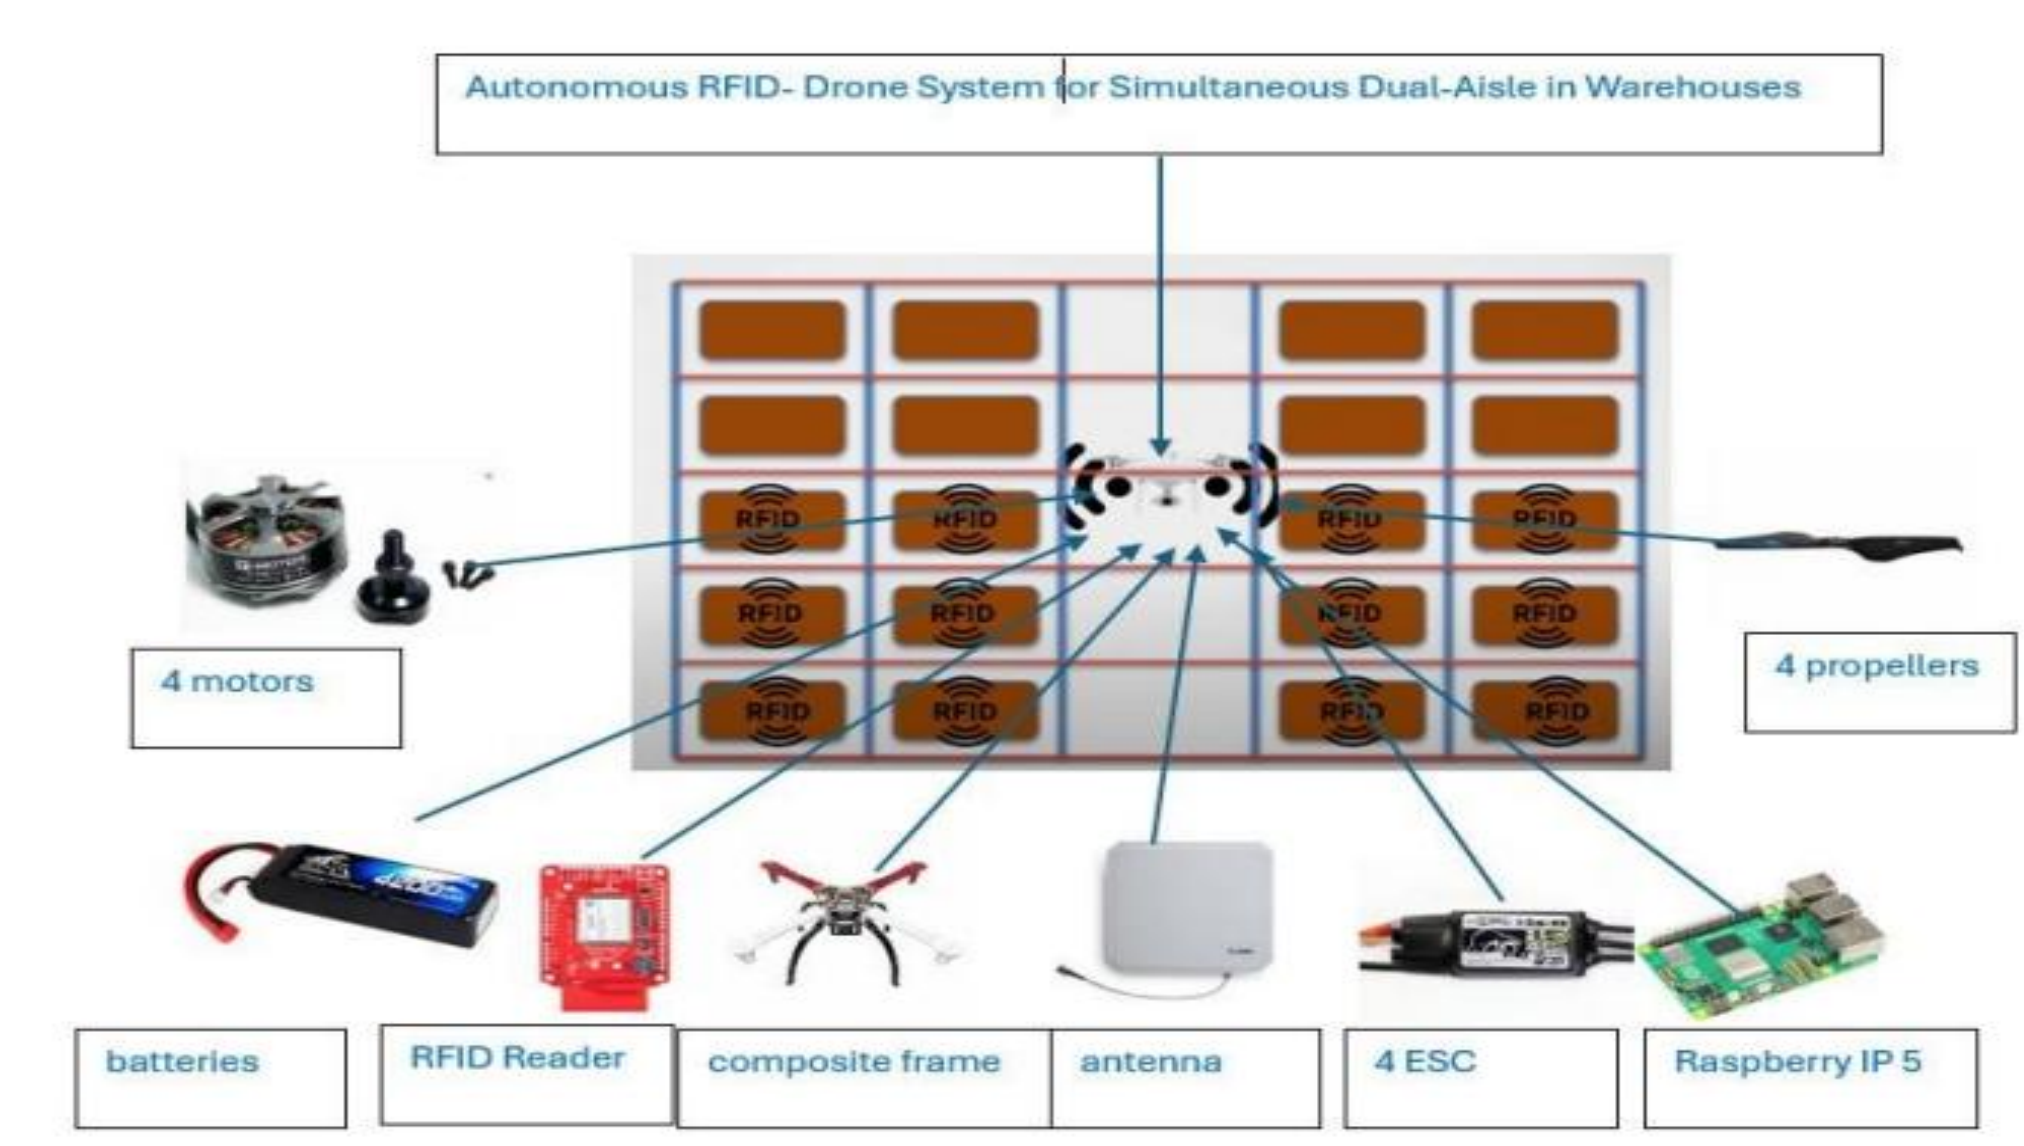 Autonomous RFID- Drone System for Simultaneous Dual-Aisle in Warehouses
RFID RFID RFID RFID
RFID RFID RFID RFID
RFID RFID RFID RFID
4 motors
4 propellers
4200
batteries
RFID Reader
composite frame
antenna
4 ESC
Raspberry IP 5